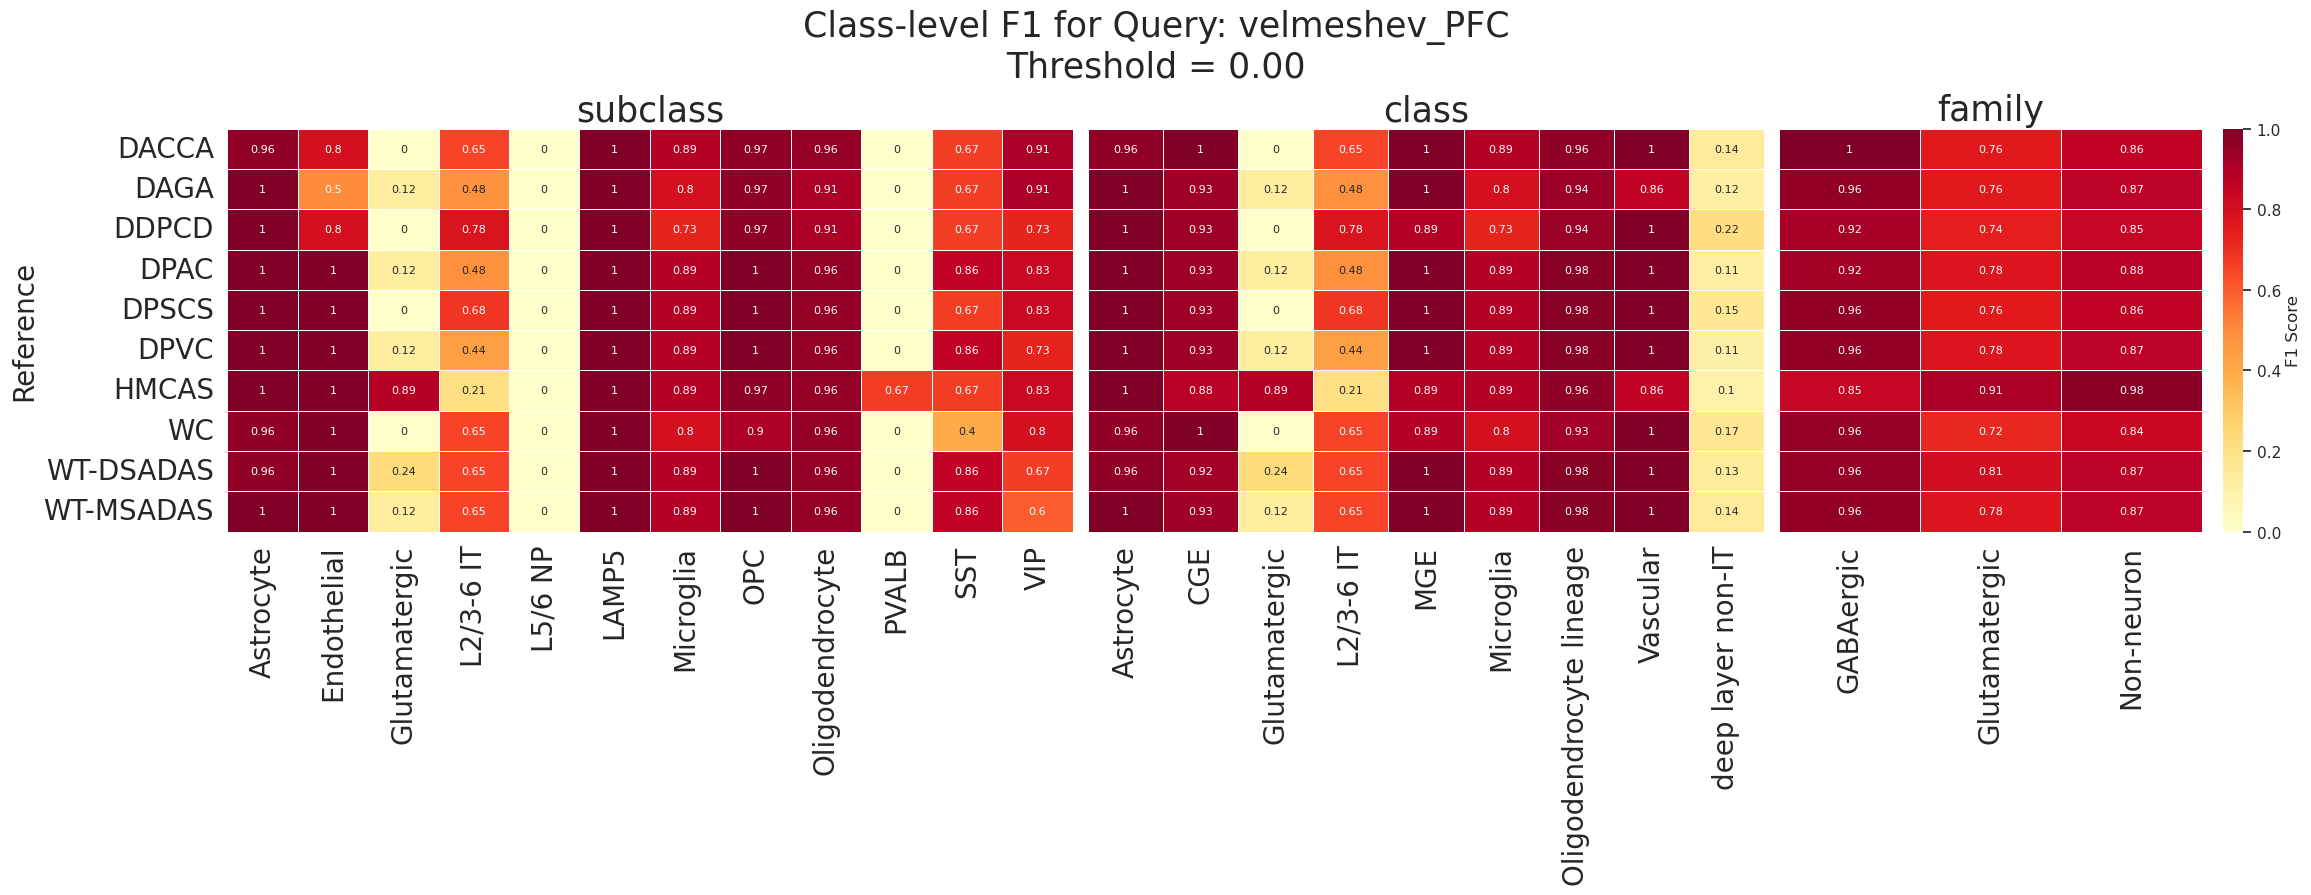 Class-level F1 for Query: velmeshev_PFC
Threshold = 0.00
subclass class family
Reference
DACCA 0.96 0.8 0 0.65 0 1 0.89 0.97 0.96 0 0.67 0.91 0.96 1 0 0.65 1 0.89 0.96 1 0.14 1 0.76 0.86
DAGA 1 0.5 0.12 0.48 0 1 0.8 0.97 0.91 0 0.67 0.91 1 0.93 0.12 0.48 1 0.8 0.94 0.86 0.12 0.96 0.76 0.87
DDPCD 1 0.8 0 0.78 0 1 0.73 0.97 0.91 0 0.67 0.73 1 0.93 0 0.78 0.89 0.73 0.94 1 0.22 0.92 0.74 0.85
DPAC 1 1 0.12 0.48 0 1 0.89 1 0.96 0 0.86 0.83 1 0.93 0.12 0.48 1 0.89 0.98 1 0.11 0.92 0.78 0.88
DPSCS 1 1 0 0.68 0 1 0.89 1 0.96 0 0.67 0.83 1 0.93 0 0.68 1 0.89 0.98 1 0.15 0.96 0.76 0.86
DPVC 1 1 0.12 0.44 0 1 0.89 1 0.96 0 0.86 0.73 1 0.93 0.12 0.44 1 0.89 0.98 1 0.11 0.96 0.78 0.87
HMCAS 1 1 0.89 0.21 0 1 0.89 0.97 0.96 0.67 0.67 0.83 1 0.88 0.89 0.21 0.89 0.89 0.96 0.86 0.1 0.85 0.91 0.98
WC 0.96 1 0 0.65 0 1 0.8 0.9 0.96 0 0.4 0.8 0.96 1 0 0.65 0.89 0.8 0.93 1 0.17 0.96 0.72 0.84
WT-DSADAS 0.96 1 0.24 0.65 0 1 0.89 1 0.96 0 0.86 0.67 0.96 0.92 0.24 0.65 1 0.89 0.98 1 0.13 0.96 0.81 0.87
WT-MSADAS 1 1 0.12 0.65 0 1 0.89 1 0.96 0 0.86 0.6 1 0.93 0.12 0.65 1 0.89 0.98 1 0.14 0.96 0.78 0.87
Astrocyte
Endothelial
Glutamatergic
L2/3-6 IT
L5/6 NP
LAMP5
Microglia
OPC
Oligodendrocyte
PVALB
SST
VIP
Astrocyte
CGE
Glutamatergic
L2/3-6 IT
MGE
Microglia
Oligodendrocyte lineage
Vascular
deep layer non-IT
GABAergic
Glutamatergic
Non-neuron
1.0
0.8
0.6
0.4
0.2
0.0
F1 Score